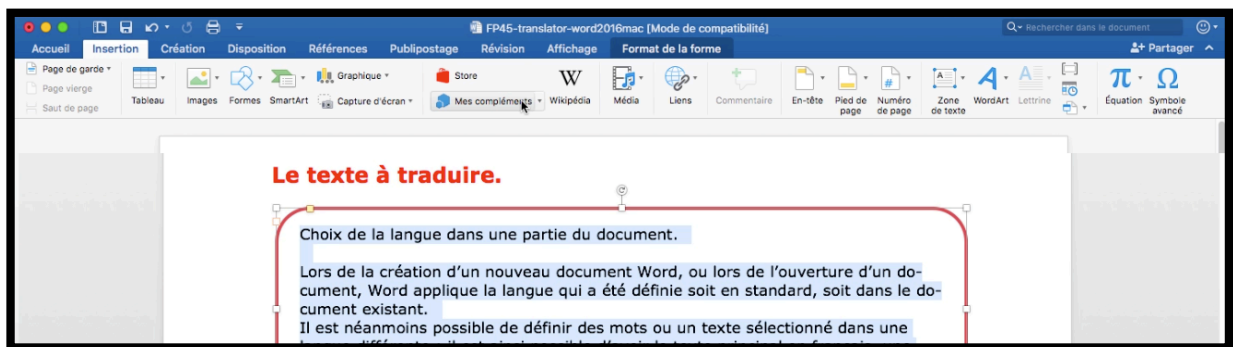 FP45-translator-word2016mac [Mode de compatibilité]
Rechercher dans le document
Accueil Insertion Création Disposition Références Publipostage Révision Affichage Format de la forme Partager
Page de garde
Page vierge
Saut de page
Tableau
Images
Formes
SmartArt
Graphique
Capture d'écran
Store
Mes compléments
W
Wikipédia
Média
Liens
Commentaire
En-tête
Pied de
page
#
Numéro
de page
A
Zone
de texte
A
WordArt
A
Lettrine
π
Équation
Ω
Symbole
avancé
Le texte à traduire.
Choix de la langue dans une partie du document.
Lors de la création d'un nouveau document Word, ou lors de l'ouverture d'un do-
cument, Word applique la langue qui a été définie soit en standard, soit dans le do-
cument existant.
Il est néanmoins possible de définir des mots ou un texte sélectionné dans une